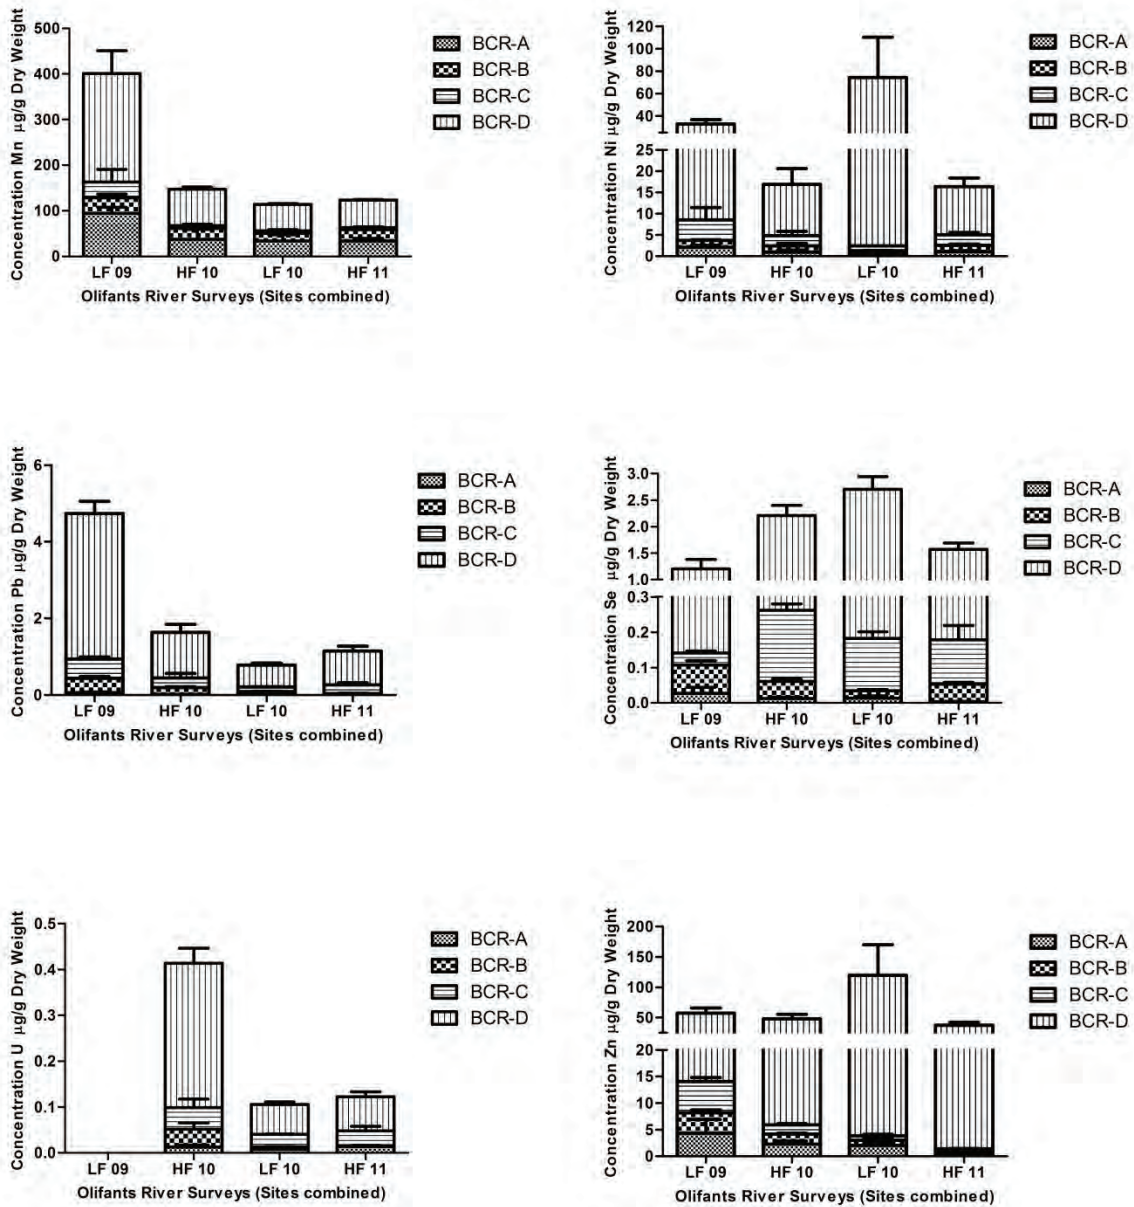 Concentration Mn µg/g Dry Weight
500
400
300
200
100
0
LF 09 HF 10 LF 10 HF 11
Olifants River Surveys (Sites combined)
BCR-A
BCR-B
BCR-C
BCR-D
Concentration Ni µg/g Dry Weight
120
100
80
60
40
25
20
15
10
5
0
LF 09 HF 10 LF 10 HF 11
Olifants River Surveys (Sites combined)
BCR-A
BCR-B
BCR-C
BCR-D
Concentration Pb µg/g Dry Weight
6
4
2
0
LF 09 HF 10 LF 10 HF 11
Olifants River Surveys (Sites combined)
BCR-A
BCR-B
BCR-C
BCR-D
Concentration Se µg/g Dry Weight
3.0
2.5
2.0
1.5
1.0
0.3
0.2
0.1
0.0
LF 09 HF 10 LF 10 HF 11
Olifants River Surveys (Sites combined)
BCR-A
BCR-B
BCR-C
BCR-D
Concentration U µg/g Dry Weight
0.5
0.4
0.3
0.2
0.1
0.0
LF 09 HF 10 LF 10 HF 11
Olifants River Surveys (Sites combined)
BCR-A
BCR-B
BCR-C
BCR-D
Concentration Zn µg/g Dry Weight
200
150
100
50
20
15
10
5
0
LF 09 HF 10 LF 10 HF 11
Olifants River Surveys (Sites combined)
BCR-A
BCR-B
BCR-C
BCR-D